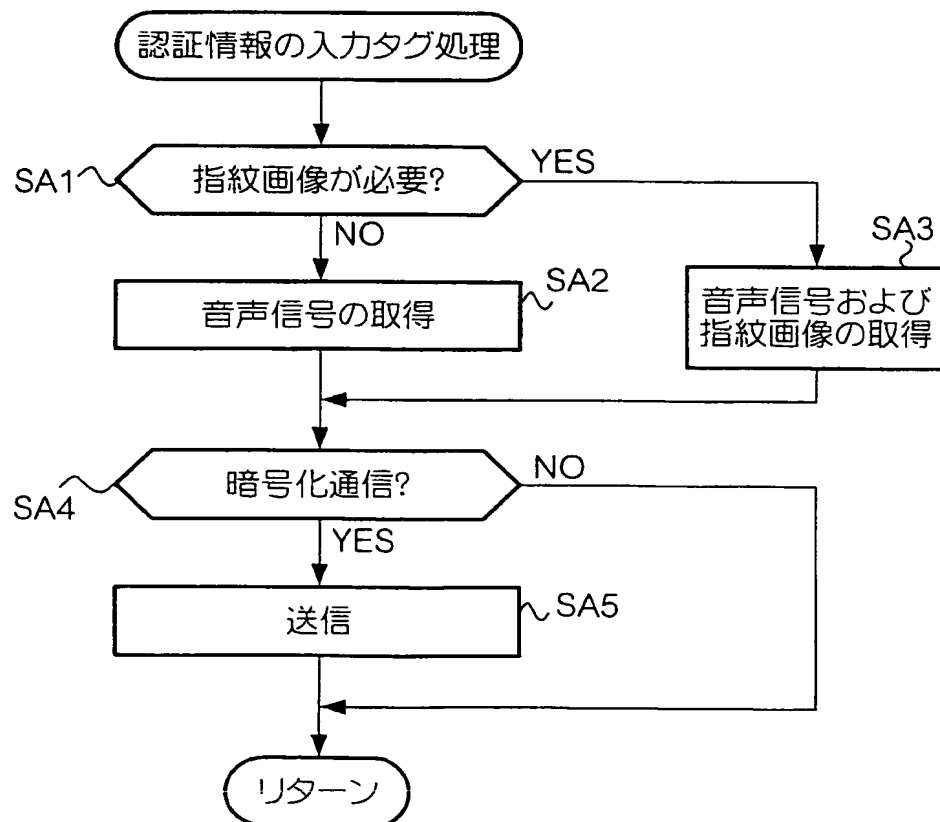 認証情報の入力タグ処理
SA1
指紋画像が必要?
YES
NO
SA3
SA2
音声信号の取得
音声信号および
指紋画像の取得
暗号化通信?
NO
SA4
YES
送信
SA5
リターン